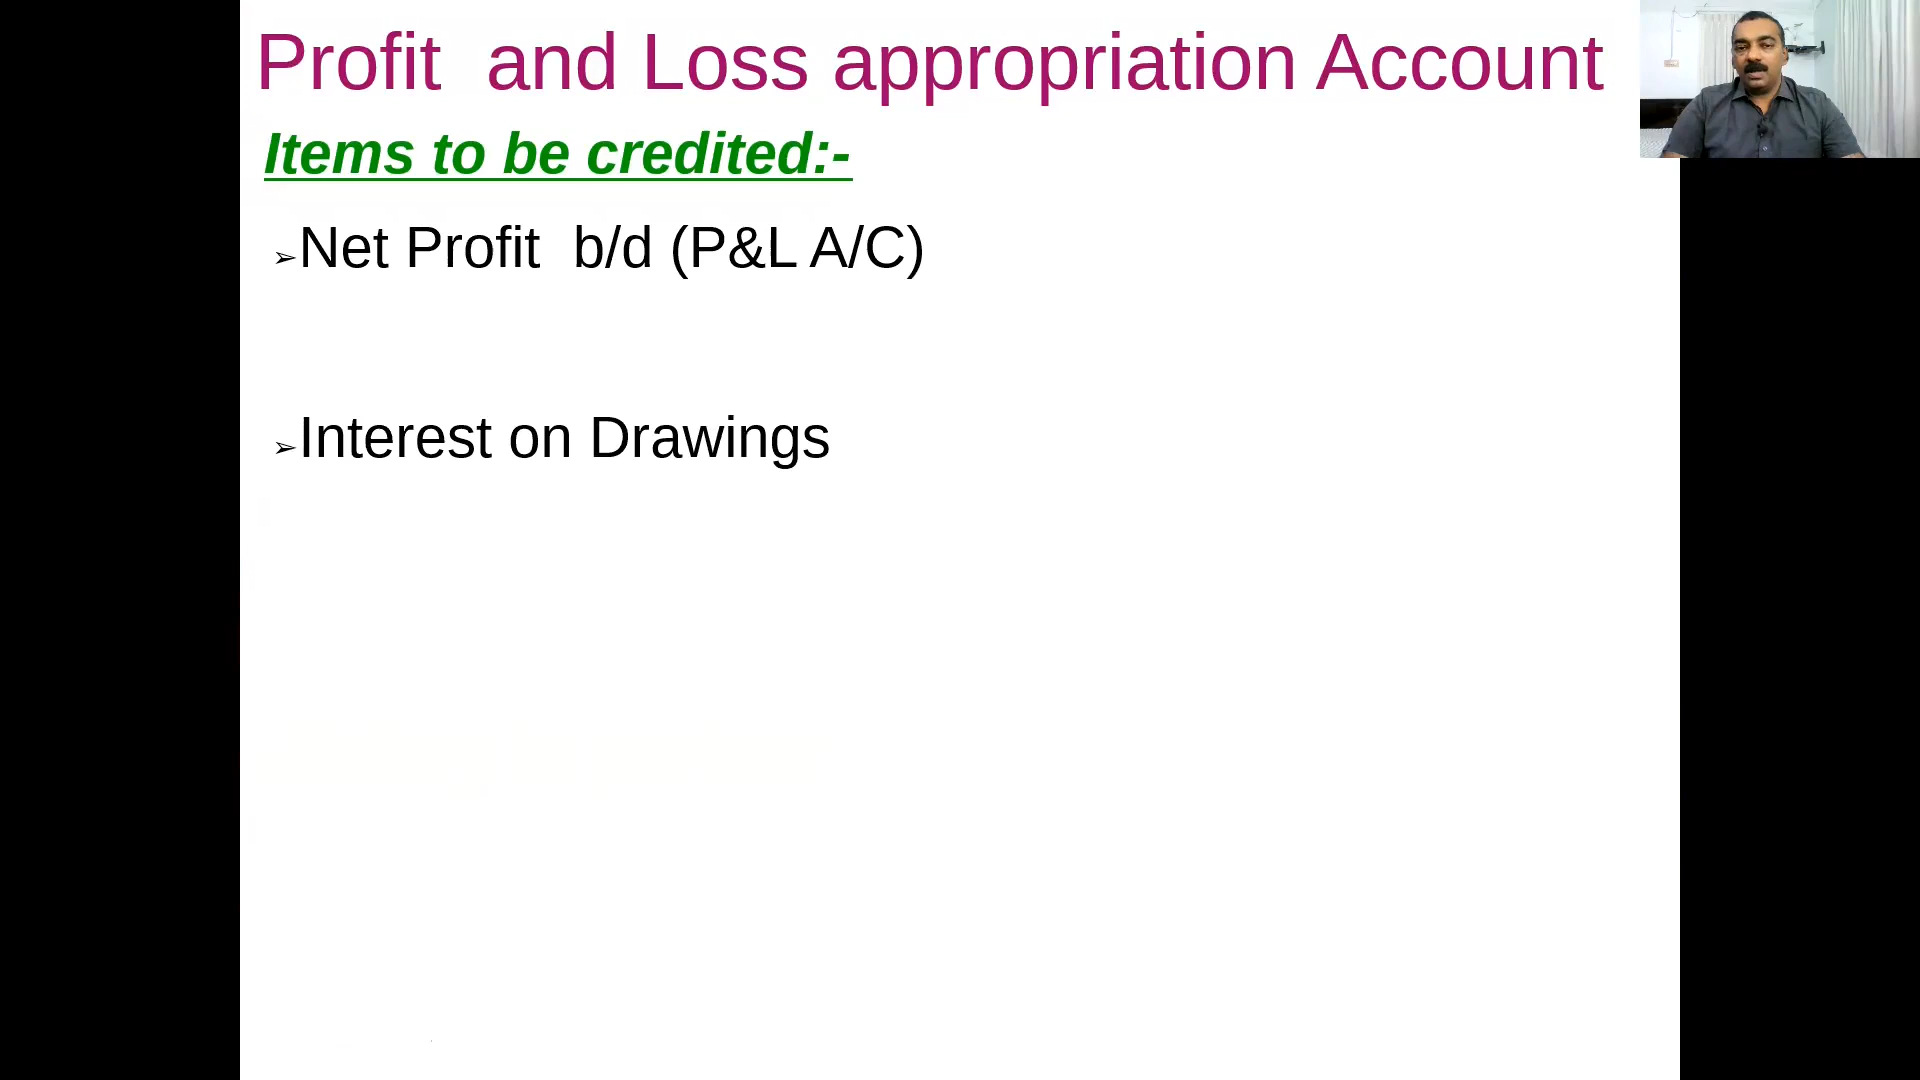 Profit and Loss appropriation Account
Items to be credited:-
➢Net Profit b/d (P&L A/C)
➢Interest on Drawings